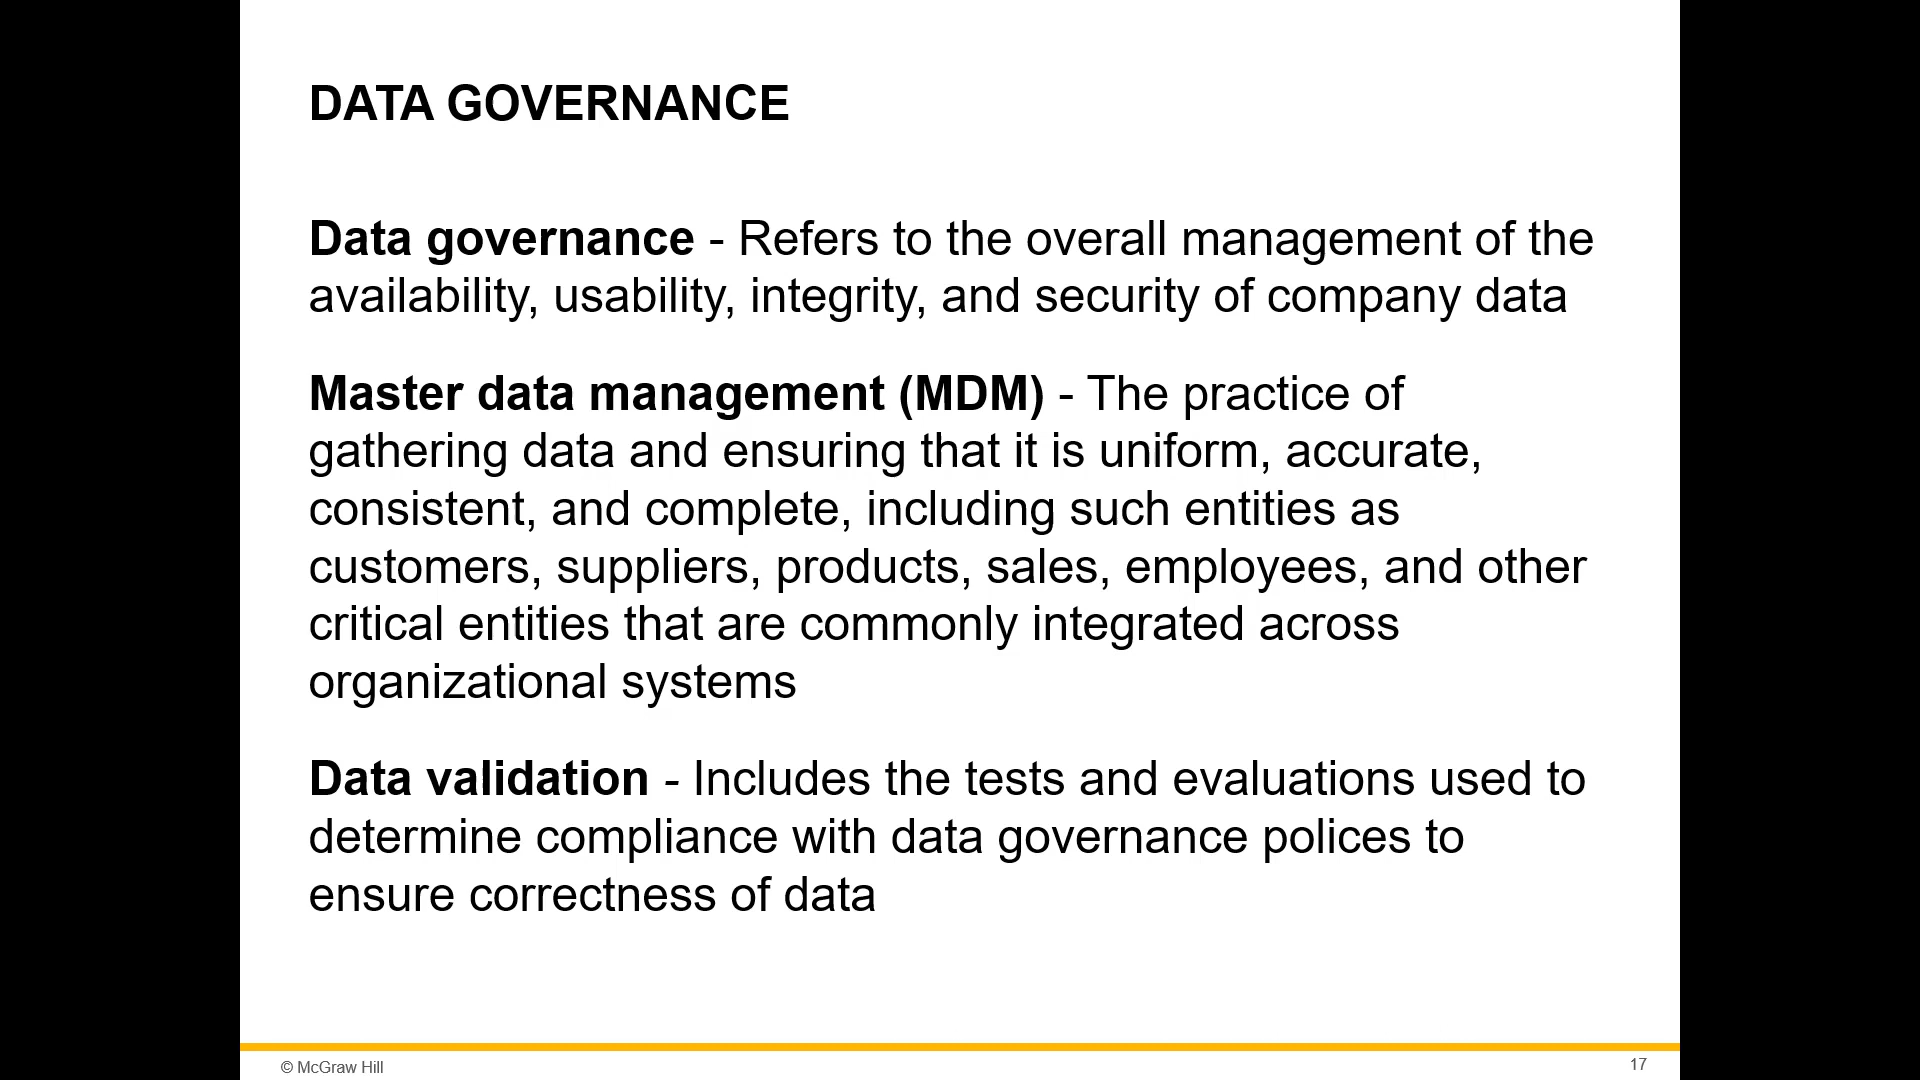 DATA GOVERNANCE
Data governance - Refers to the overall management of the
availability, usability, integrity, and security of company data
Master data management (MDM) - The practice of
gathering data and ensuring that it is uniform, accurate,
consistent, and complete, including such entities as
customers, suppliers, products, sales, employees, and other
critical entities that are commonly integrated across
organizational systems
Data validation - Includes the tests and evaluations used to
determine compliance with data governance polices to
ensure correctness of data
© McGraw Hill
17